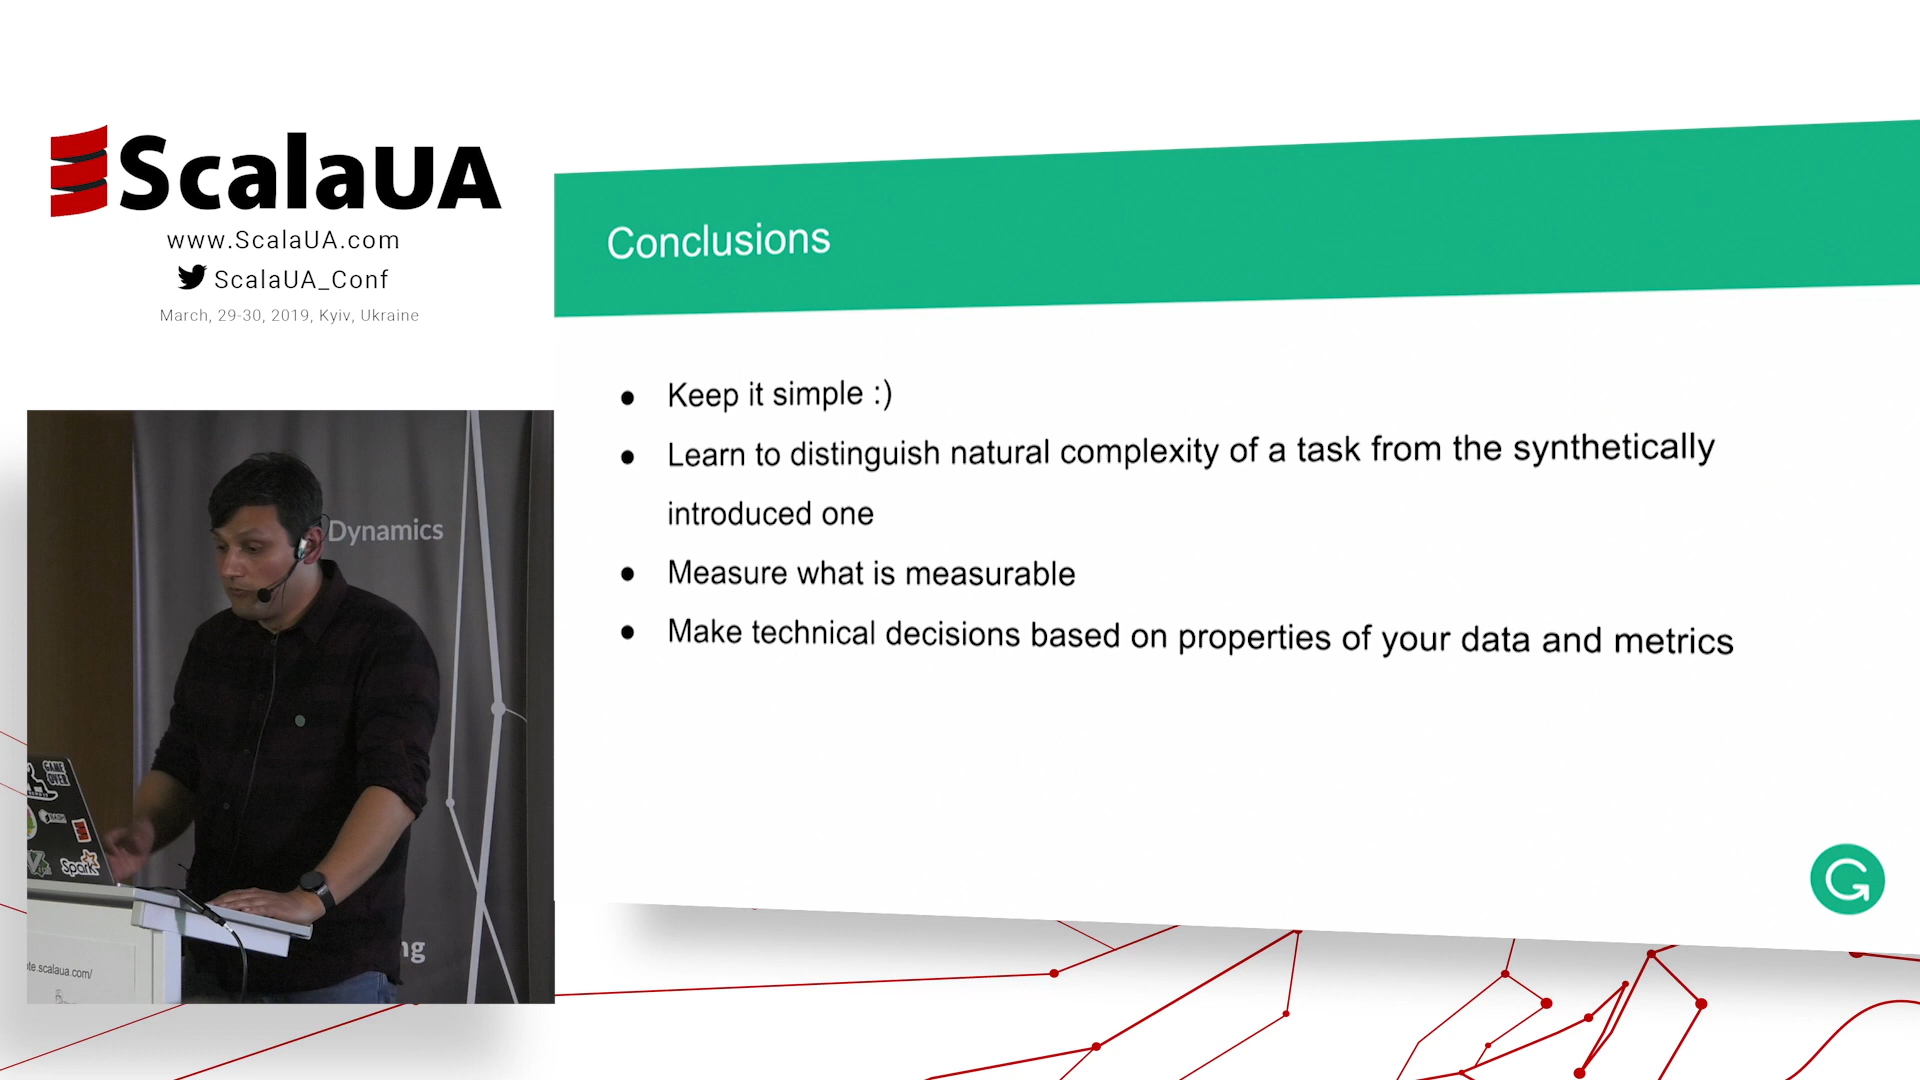 ScalaUA
www.ScalaUA.com
ScalaUA_Conf
March, 29-30, 2019, Kyiv, Ukraine
Conclusions
● Keep it simple :)
● Learn to distinguish natural complexity of a task from the synthetically
introduced one
● Measure what is measurable
● Make technical decisions based on properties of your data and metrics
Dynamics
GAME
OVER
Spark
ng
te.scalaua.com/
G